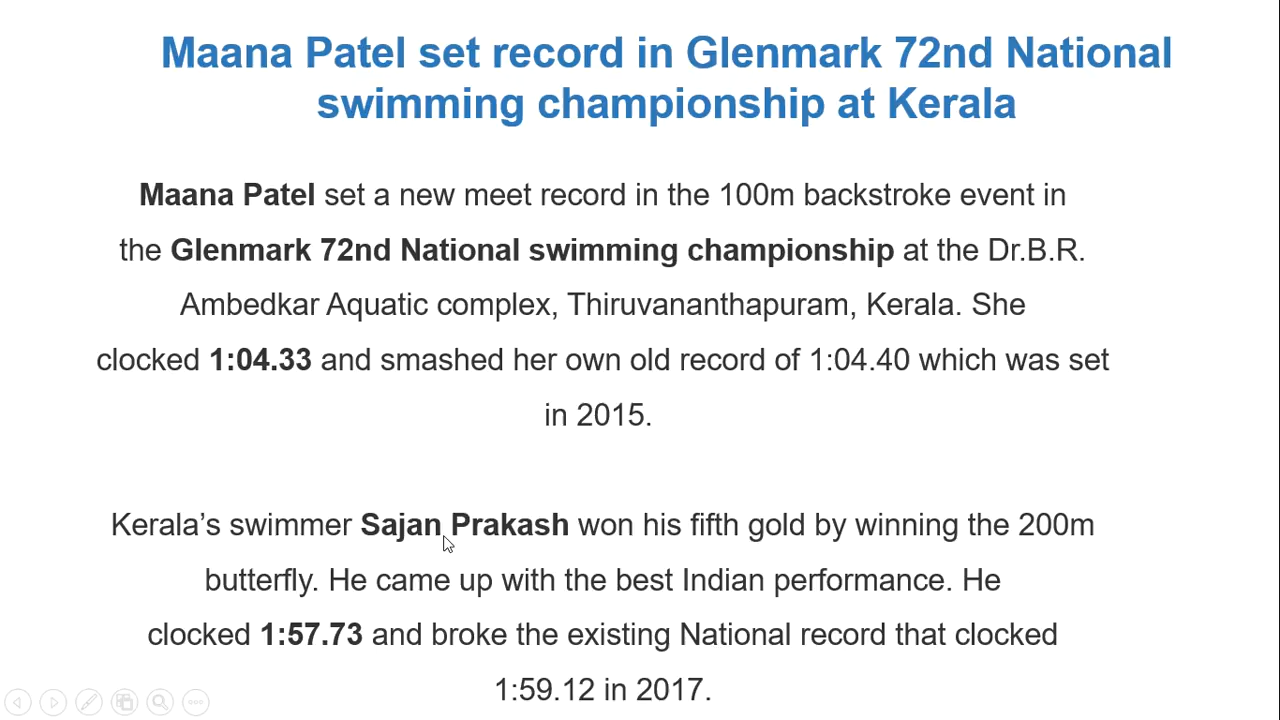 Maana Patel set record in Glenmark 72nd National
swimming championship at Kerala
Maana Patel set a new meet record in the 100m backstroke event in
the Glenmark 72nd National swimming championship at the Dr.B.R.
Ambedkar Aquatic complex, Thiruvananthapuram, Kerala. She
clocked 1:04.33 and smashed her own old record of 1:04.40 which was set
in 2015.
Kerala’s swimmer Sajan Prakash won his fifth gold by winning the 200m
butterfly. He came up with the best Indian performance. He
clocked 1:57.73 and broke the existing National record that clocked
1:59.12 in 2017.